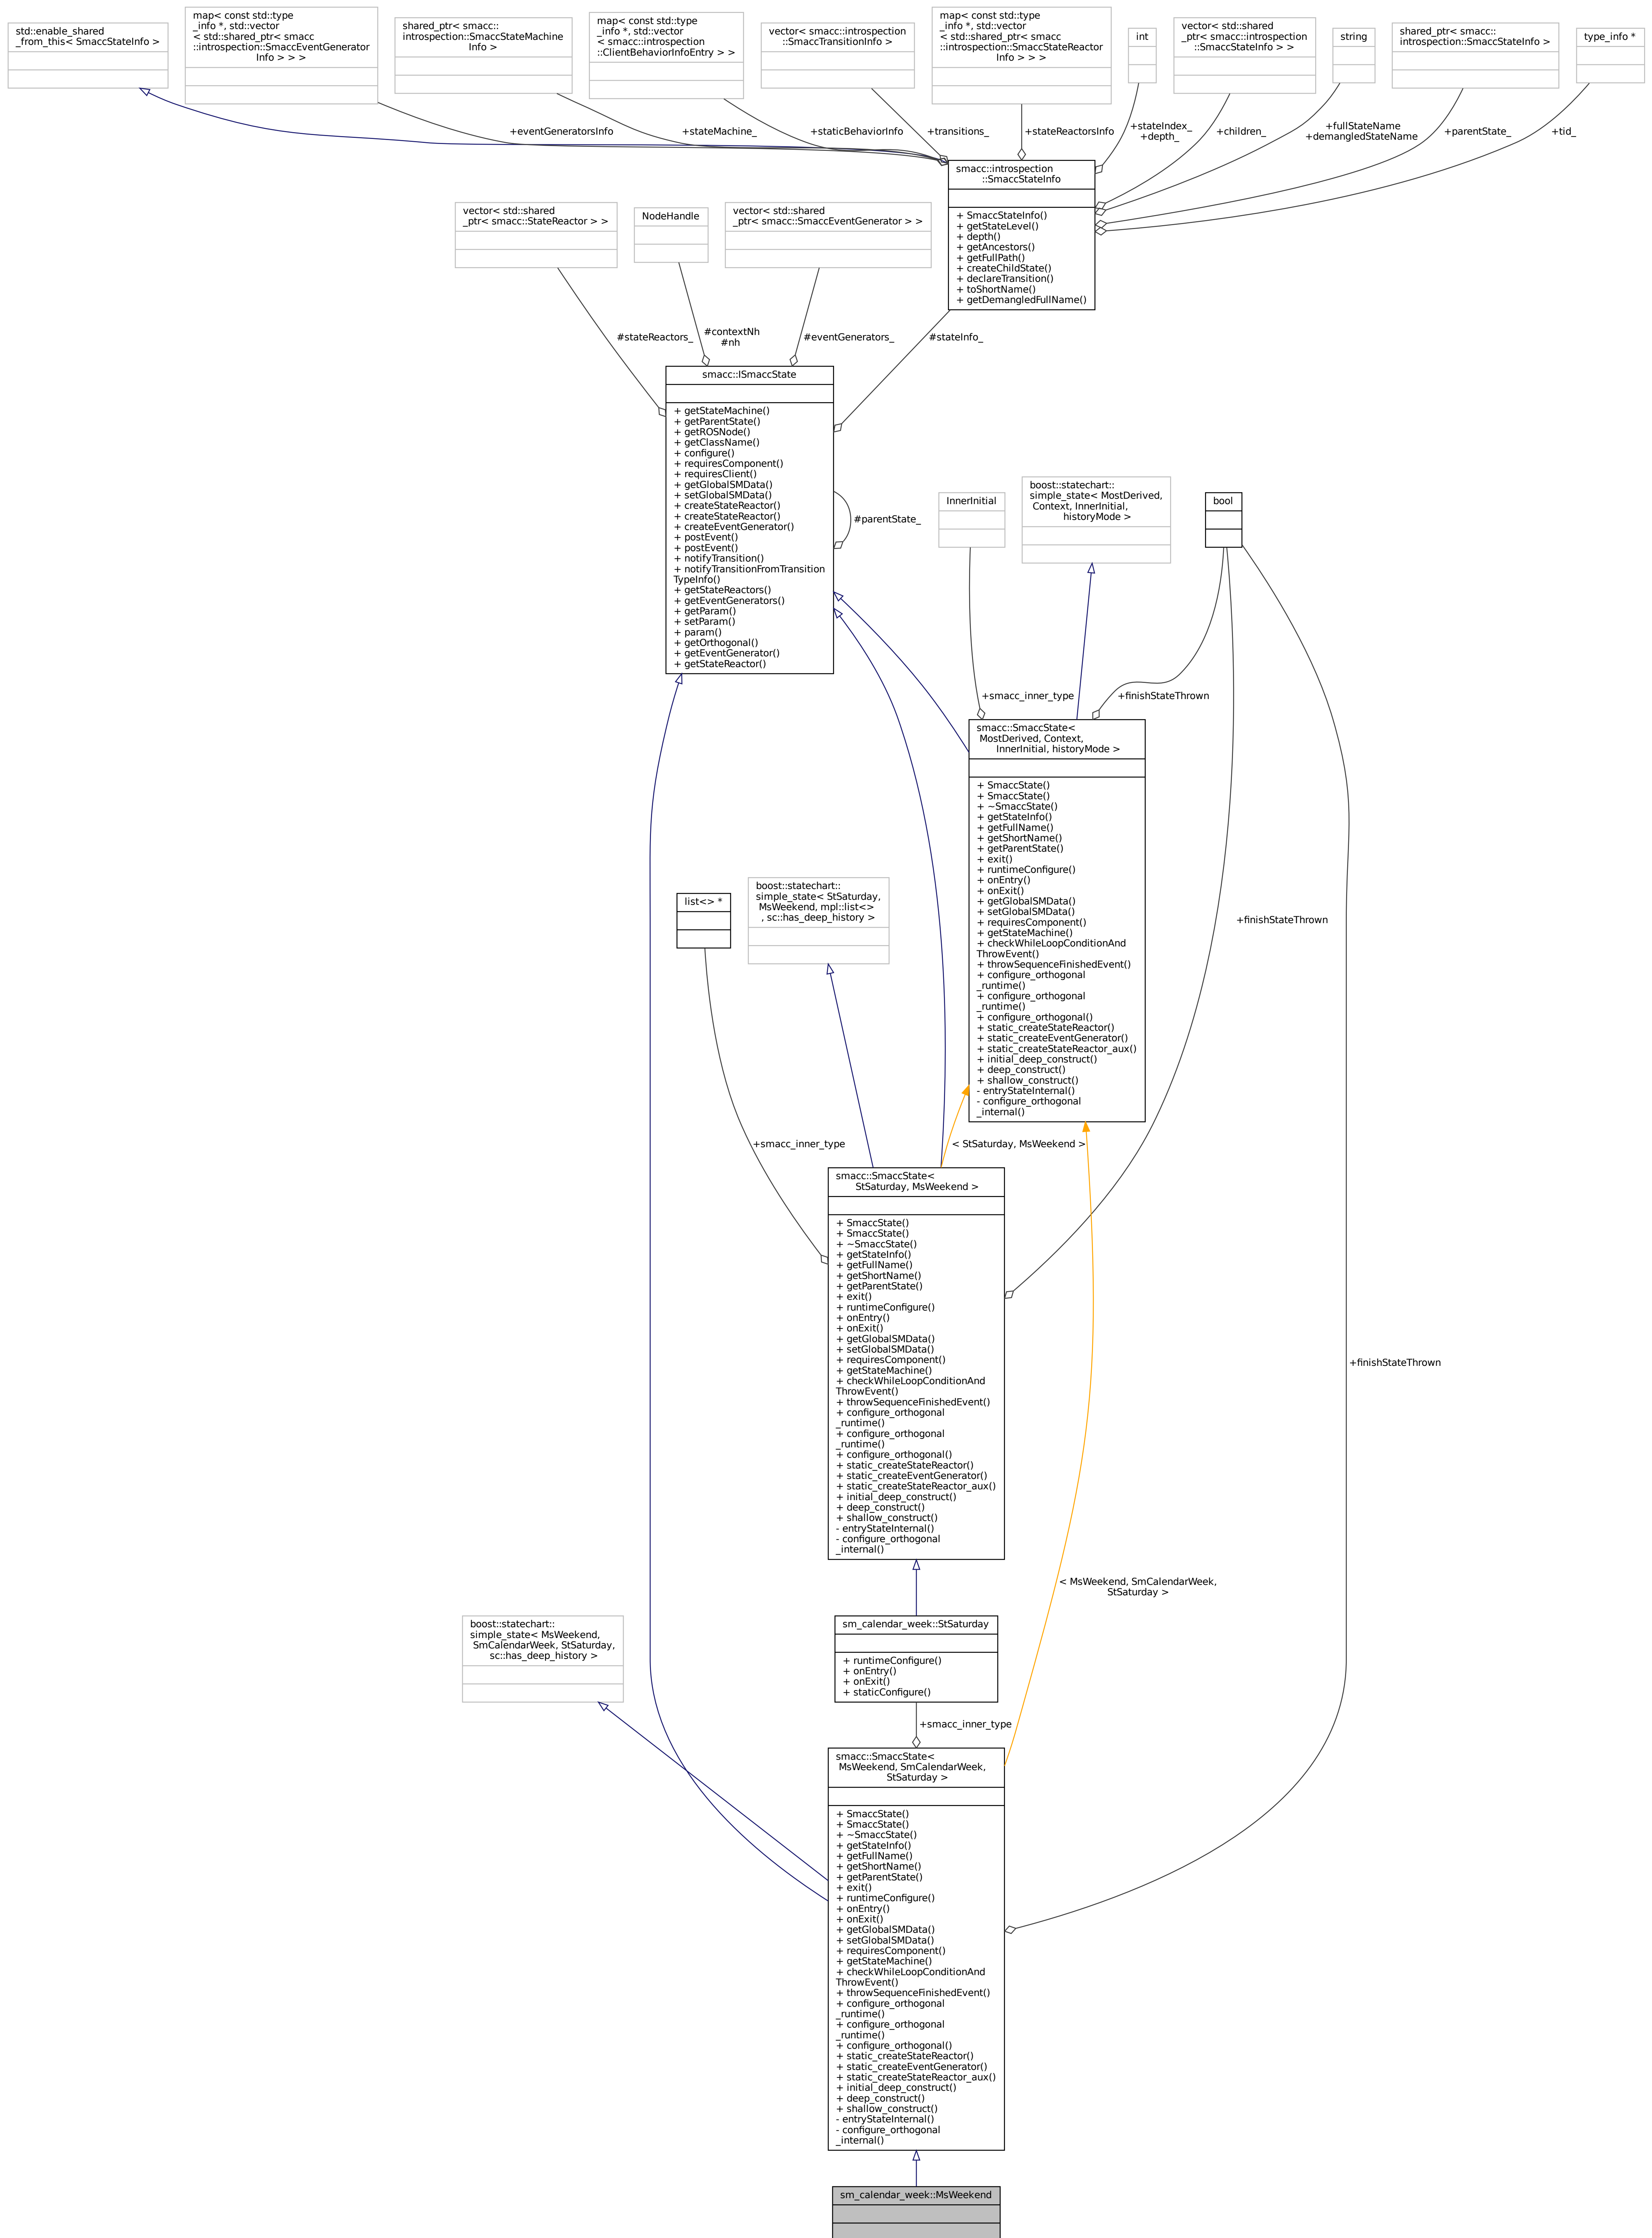 std::enable_shared
_from_this< SmaccStateInfo >
map< const std::type
_info *, std::vector
< std::shared_ptr< smacc
::introspection::SmaccEventGenerator
Info > > >
shared_ptr< smacc::
introspection::SmaccStateMachine
Info >
map< const std::type
_info *, std::vector
< smacc::introspection
::ClientBehaviorInfoEntry > >
vector< smacc::introspection
::SmaccTransitionInfo >
map< const std::type
_info *, std::vector
< std::shared_ptr< smacc
::introspection::SmaccStateReactor
Info > > >
int
vector< std::shared
_ptr< smacc::introspection
::SmaccStateInfo > >
string
shared_ptr< smacc::
introspection::SmaccStateInfo >
type_info *
+eventGeneratorsInfo
+stateMachine_
+staticBehaviorInfo
+transitions_
+stateReactorsInfo
+stateIndex_
+depth_
+children_
+fullStateName
+demangledStateName
+parentState_
+tid_
smacc::introspection
::SmaccStateInfo
+ SmaccStateInfo()
+ getStateLevel()
+ depth()
+ getAncestors()
+ getFullPath()
+ createChildState()
+ declareTransition()
+ toShortName()
+ getDemangledFullName()
vector< std::shared
_ptr< smacc::StateReactor > >
NodeHandle
vector< std::shared
_ptr< smacc::SmaccEventGenerator > >
#stateReactors_
#contextNh
#nh
#eventGenerators_
#stateInfo_
smacc::ISmaccState
+ getStateMachine()
+ getParentState()
+ getROSNode()
+ getClassName()
+ configure()
+ requiresComponent()
+ requiresClient()
+ getGlobalSMData()
+ setGlobalSMData()
+ createStateReactor()
+ createStateReactor()
+ createEventGenerator()
+ postEvent()
+ postEvent()
+ notifyTransition()
+ notifyTransitionFromTransition
TypeInfo()
+ getStateReactors()
+ getEventGenerators()
+ getParam()
+ setParam()
+ param()
+ getOrthogonal()
+ getEventGenerator()
+ getStateReactor()
#parentState_
InnerInitial
boost::statechart::
simple_state< MostDerived,
Context, InnerInitial,
historyMode >
bool
+smacc_inner_type
+finishStateThrown
smacc::SmaccState<
MostDerived, Context,
InnerInitial, historyMode >
+ SmaccState()
+ SmaccState()
+ ~SmaccState()
+ getStateInfo()
+ getFullName()
+ getShortName()
+ getParentState()
+ exit()
+ runtimeConfigure()
+ onEntry()
+ onExit()
+ getGlobalSMData()
+ setGlobalSMData()
+ requiresComponent()
+ getStateMachine()
+ checkWhileLoopConditionAnd
ThrowEvent()
+ throwSequenceFinishedEvent()
+ configure_orthogonal
_runtime()
+ configure_orthogonal
_runtime()
+ configure_orthogonal()
+ static_createStateReactor()
+ static_createEventGenerator()
+ static_createStateReactor_aux()
+ initial_deep_construct()
+ deep_construct()
+ shallow_construct()
- entryStateInternal()
- configure_orthogonal
_internal()
list<> *
boost::statechart::
simple_state< StSaturday,
MsWeekend, mpl::list<>
, sc::has_deep_history >
+finishStateThrown
+smacc_inner_type
< StSaturday, MsWeekend >
smacc::SmaccState<
StSaturday, MsWeekend >
+ SmaccState()
+ SmaccState()
+ ~SmaccState()
+ getStateInfo()
+ getFullName()
+ getShortName()
+ getParentState()
+ exit()
+ runtimeConfigure()
+ onEntry()
+ onExit()
+ getGlobalSMData()
+ setGlobalSMData()
+ requiresComponent()
+ getStateMachine()
+ checkWhileLoopConditionAnd
ThrowEvent()
+ throwSequenceFinishedEvent()
+ configure_orthogonal
_runtime()
+ configure_orthogonal
_runtime()
+ configure_orthogonal()
+ static_createStateReactor()
+ static_createEventGenerator()
+ static_createStateReactor_aux()
+ initial_deep_construct()
+ deep_construct()
+ shallow_construct()
- entryStateInternal()
- configure_orthogonal
_internal()
+finishStateThrown
< MsWeekend, SmCalendarWeek,
StSaturday >
boost::statechart::
simple_state< MsWeekend,
SmCalendarWeek, StSaturday,
sc::has_deep_history >
sm_calendar_week::StSaturday
+ runtimeConfigure()
+ onEntry()
+ onExit()
+ staticConfigure()
+smacc_inner_type
smacc::SmaccState<
MsWeekend, SmCalendarWeek,
StSaturday >
+ SmaccState()
+ SmaccState()
+ ~SmaccState()
+ getStateInfo()
+ getFullName()
+ getShortName()
+ getParentState()
+ exit()
+ runtimeConfigure()
+ onEntry()
+ onExit()
+ getGlobalSMData()
+ setGlobalSMData()
+ requiresComponent()
+ getStateMachine()
+ checkWhileLoopConditionAnd
ThrowEvent()
+ throwSequenceFinishedEvent()
+ configure_orthogonal
_runtime()
+ configure_orthogonal
_runtime()
+ configure_orthogonal()
+ static_createStateReactor()
+ static_createEventGenerator()
+ static_createStateReactor_aux()
+ initial_deep_construct()
+ deep_construct()
+ shallow_construct()
- entryStateInternal()
- configure_orthogonal
_internal()
sm_calendar_week::MsWeekend